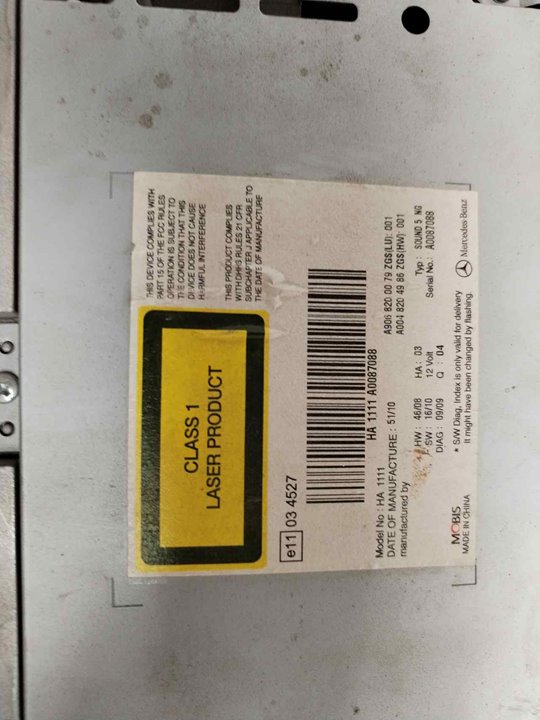 THIS DEVICE COMPLIES WITH
PART 15 OF THE FCC RULES
OPERATION IS SUBJECT TO
THE CONDITION THAT THIS
DEVICE DOES NOT CAUSE
HARMFUL INTERFERENCE
THIS PRODUCT COMPLIES
WITH DHHS RULES 21 CFR
SUBCHAPTER J APPLICABLE TO
THE DATE OF MANUFACTURE
CLASS 1
LASER PRODUCT
e11 03 4527
HA 1111 A0087088
Model No : HA 1111
DATE OF MANUFACTURE : 51/10
manufactured by
A906 820 00 79 ZGS(LU): 001
A004 820 49 86 ZGS(HW): 001
HW : 46/08 HA : 03 Typ : SOUND 5 NG
SW : 16/10 12 Volt Serial No.: A0087088
DIAG : 09/09 Q : 04
* S/W Diag, Index is only valid for delivery
It might have been changed by flashing.
MOBIS
MADE IN CHINA
Mercedes-Benz